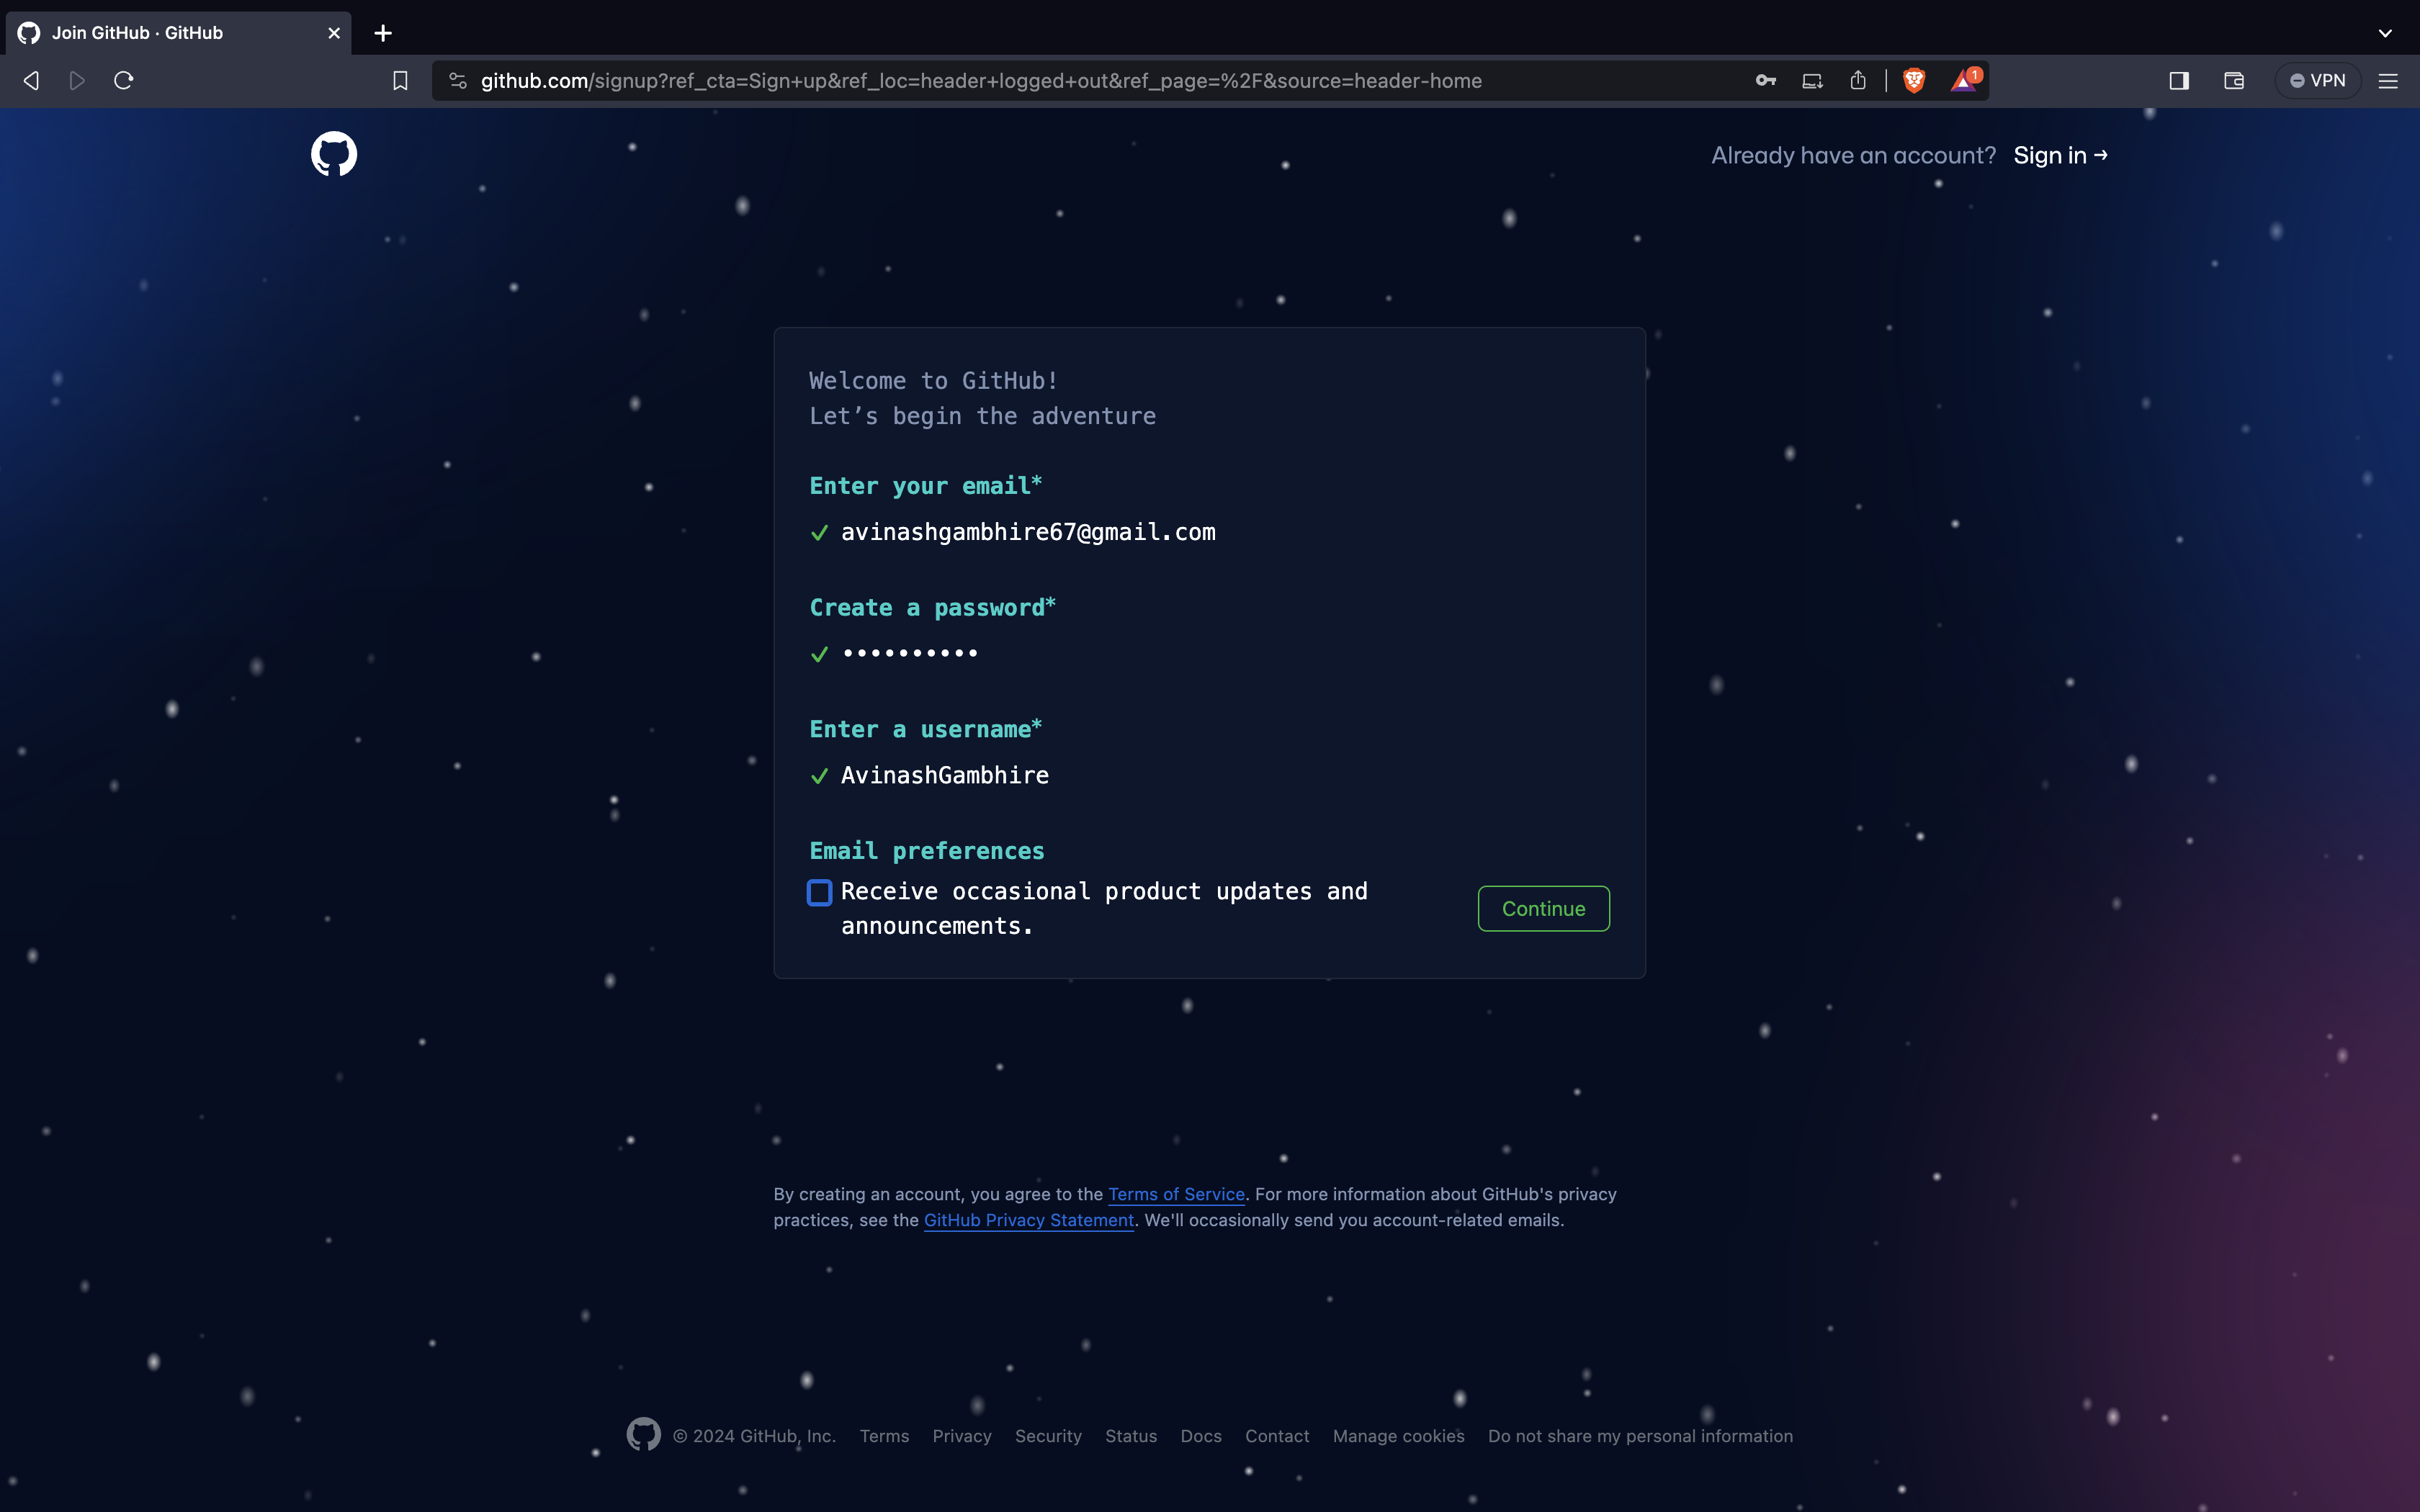 Join GitHub · GitHub
github.com/signup?ref_cta=Sign+up&ref_loc=header+logged+out&ref_page=%2F&source=header-home
1
VPN
Already have an account? Sign in →
Welcome to GitHub!
Let’s begin the adventure
Enter your email*
avinashgambhire67@gmail.com
Create a password*
••••••••••
Enter a username*
AvinashGambhire
Email preferences
Receive occasional product updates and
announcements.
Continue
By creating an account, you agree to the Terms of Service. For more information about GitHub's privacy
practices, see the GitHub Privacy Statement. We'll occasionally send you account-related emails.
© 2024 GitHub, Inc. Terms Privacy Security Status Docs Contact Manage cookies Do not share my personal information